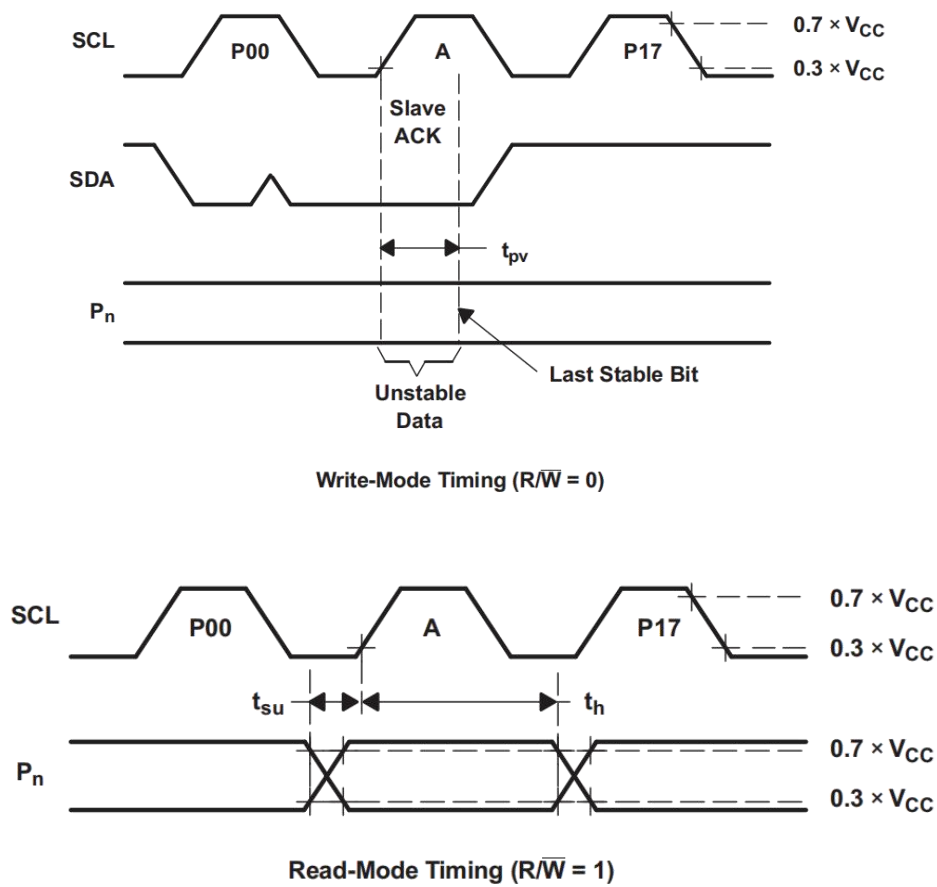 SCL
P00
A
P17
0.7 × VCC
0.3 × VCC
Slave
ACK
SDA
tpv
Pn
Last Stable Bit
Unstable
Data
Write-Mode Timing (R/W̅ = 0)
SCL
P00
A
P17
0.7 × VCC
0.3 × VCC
tsu
th
Pn
0.7 × VCC
0.3 × VCC
Read-Mode Timing (R/W̅ = 1)